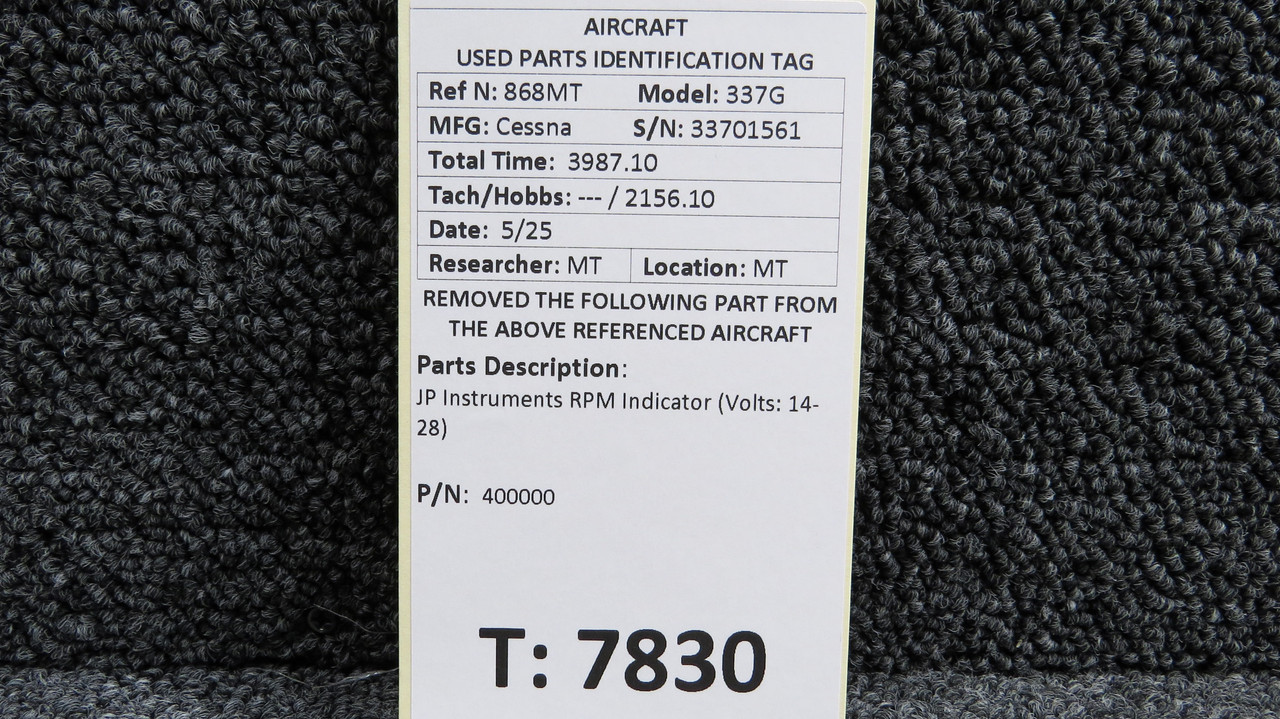 AIRCRAFT
USED PARTS IDENTIFICATION TAG
Ref N: 868MT Model: 337G
MFG: Cessna S/N: 33701561
Total Time: 3987.10
Tach/Hobbs: --- / 2156.10
Date: 5/25
Researcher: MT Location: MT
REMOVED THE FOLLOWING PART FROM
THE ABOVE REFERENCED AIRCRAFT
Parts Description:
JP Instruments RPM Indicator (Volts: 14-
28)
P/N: 400000
T: 7830